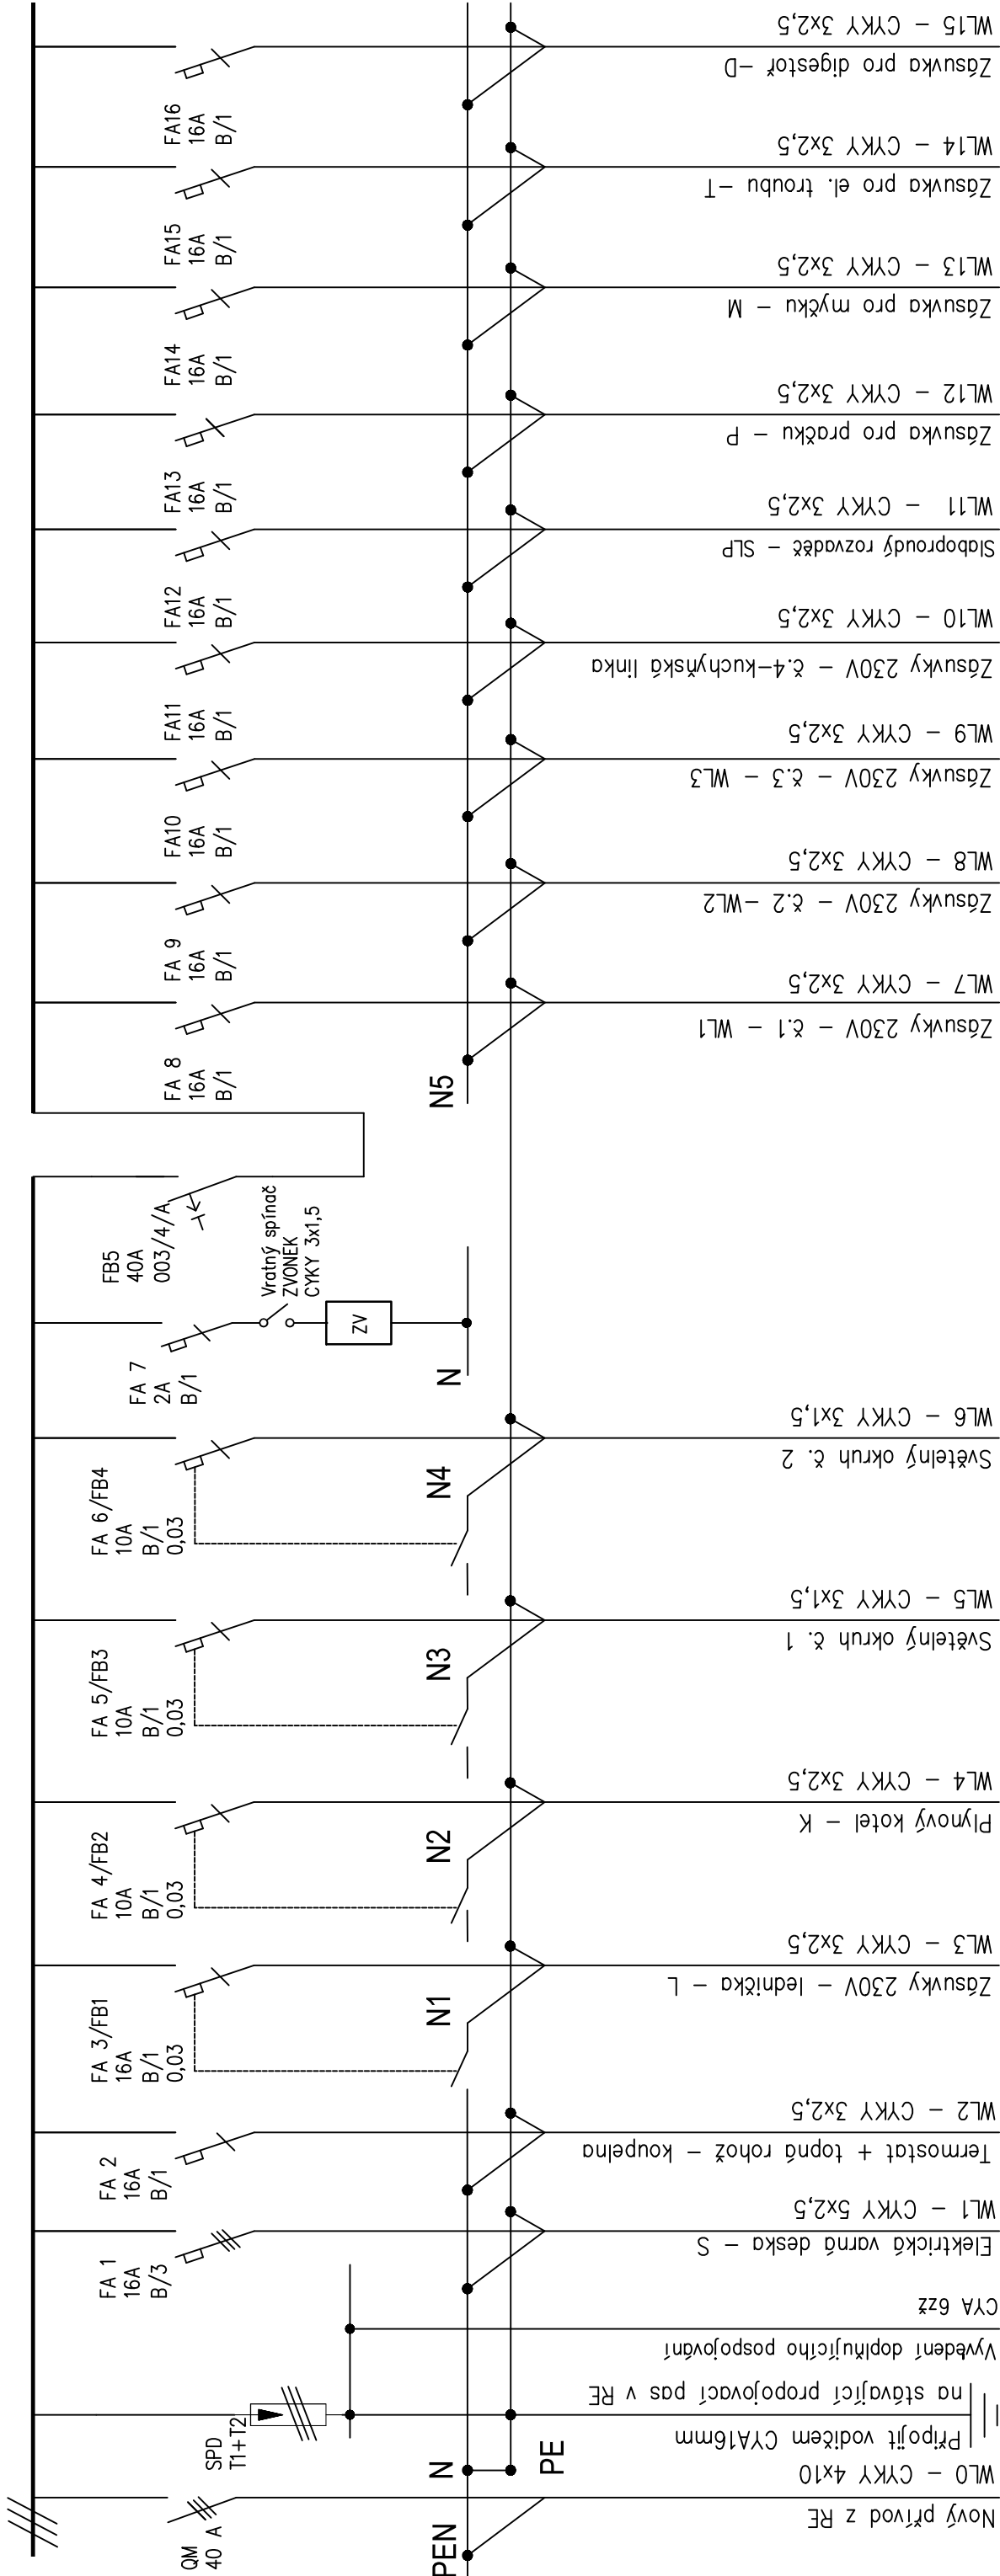 QM
40 A
PEN
Nový přívod z RE
WL0 – CYKY 4x10
N
PE
SPD
T1+T2
Připojit vodičem CYA16mm
na stávající propojovací pas v RE
Vyvedení doplňujícího pospojování
CYA 6zž
FA 1
16A
B/3
Elektrická varná deska – S
WL1 – CYKY 5x2,5
FA 2
16A
B/1
Termostat + topná rohož – koupelna
WL2 – CYKY 3x2,5
FA 3/FB1
16A
B/1
0,03
N1
Zásuvky 230V – lednička – L
WL3 – CYKY 3x2,5
FA 4/FB2
10A
B/1
0,03
N2
Plynový kotel – K
WL4 – CYKY 3x2,5
FA 5/FB3
10A
B/1
0,03
N3
Světelný okruh č. 1
WL5 – CYKY 3x1,5
FA 6/FB4
10A
B/1
0,03
N4
Světelný okruh č. 2
WL6 – CYKY 3x1,5
FA 7
2A
B/1
ZV
N
Vratný spínač
ZVONEK
CYKY 3x1,5
FB5
40A
003/4/A
N5
FA 8
16A
B/1
Zásuvky 230V – č.1 – WL1
WL7 – CYKY 3x2,5
FA 9
16A
B/1
Zásuvky 230V – č.2 –WL2
WL8 – CYKY 3x2,5
FA10
16A
B/1
Zásuvky 230V – č.3 – WL3
WL9 – CYKY 3x2,5
FA11
16A
B/1
Zásuvky 230V – č.4–kuchyňská linka
WL10 – CYKY 3x2,5
FA12
16A
B/1
Slaboproudý rozvaděč – SLP
WL11 – CYKY 3x2,5
FA13
16A
B/1
Zásuvka pro pračku – P
WL12 – CYKY 3x2,5
FA14
16A
B/1
Zásuvka pro myčku – M
WL13 – CYKY 3x2,5
FA15
16A
B/1
Zásuvka pro el. troubu –T
WL14 – CYKY 3x2,5
FA16
16A
B/1
Zásuvka pro digestoř –D
WL15 – CYKY 3x2,5